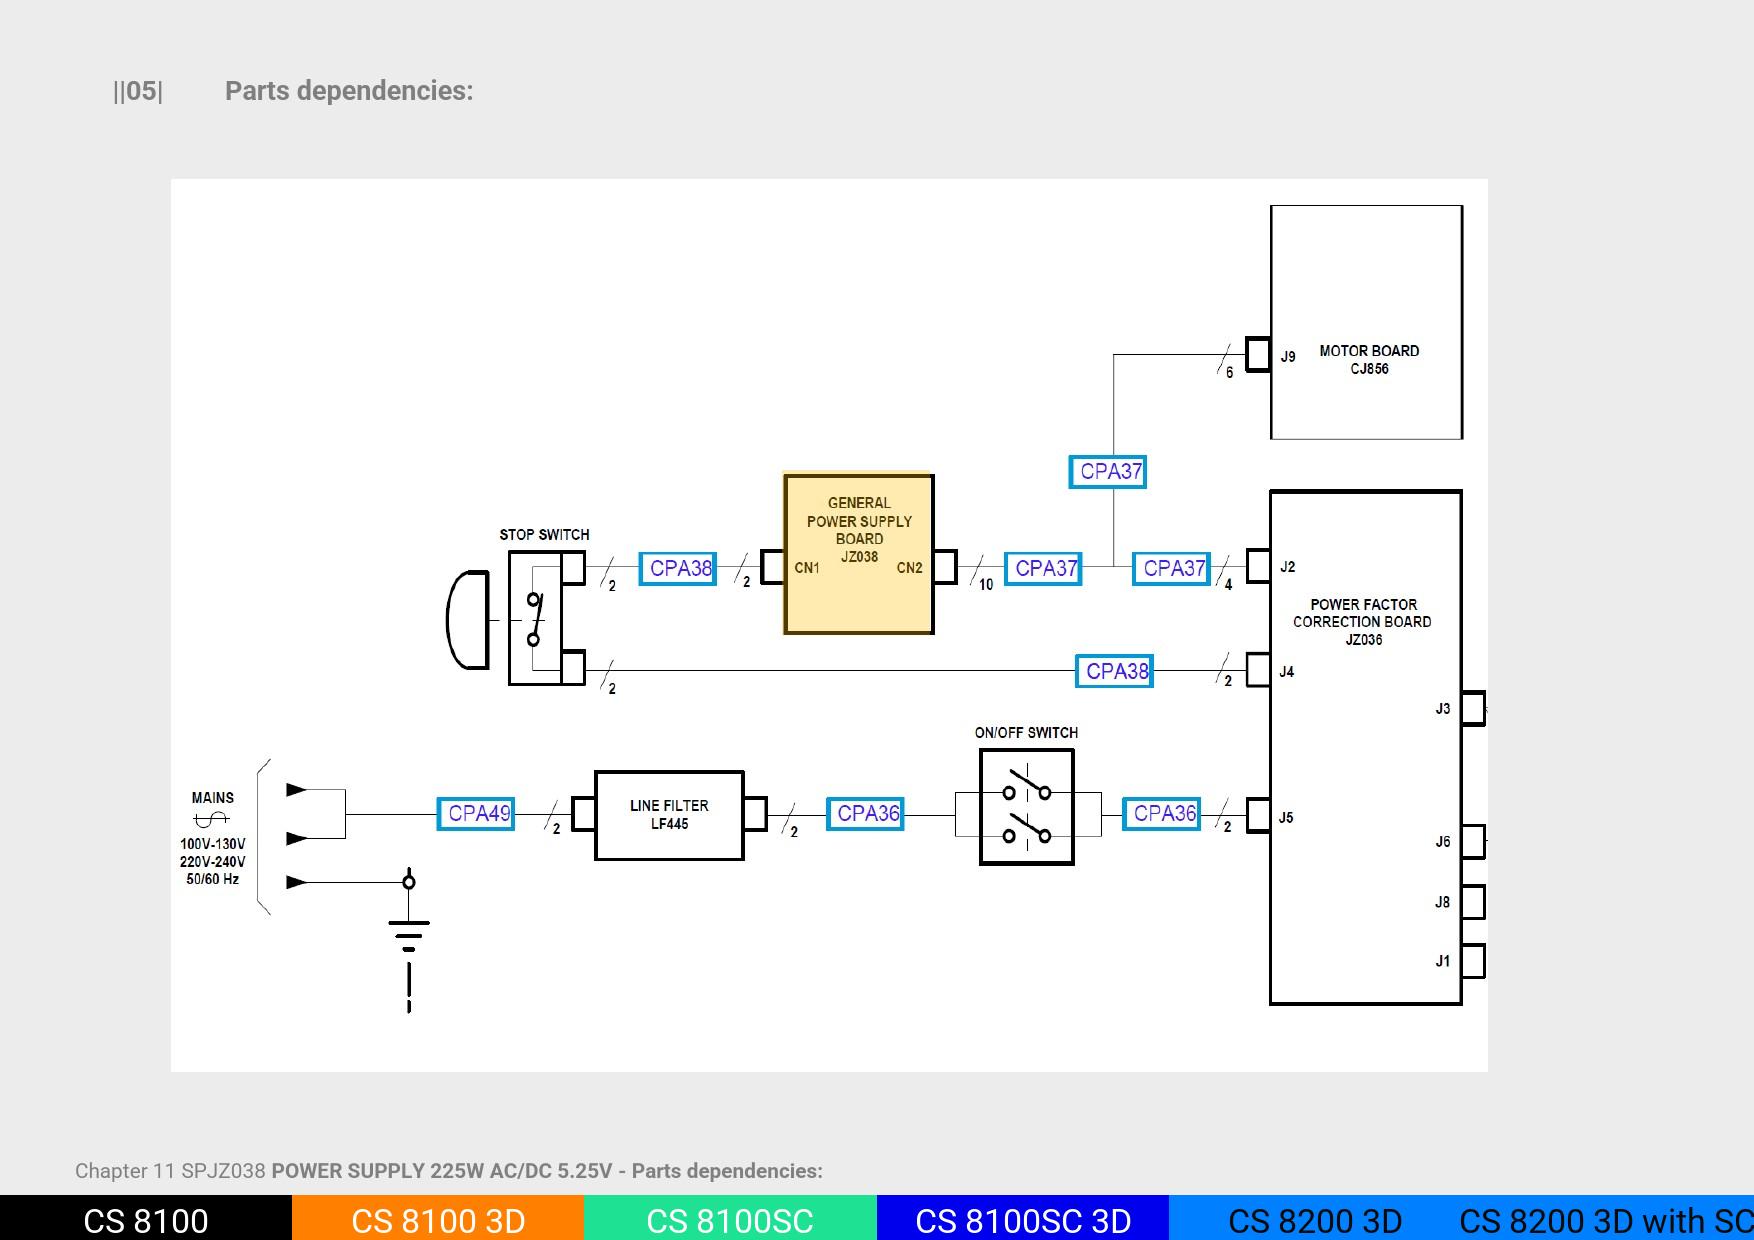 ||05| Parts dependencies:
J9
MOTOR BOARD
CJ856
6
CPA37
GENERAL
POWER SUPPLY
BOARD
JZ038
CN1
CN2
STOP SWITCH
2
CPA38
2
10
CPA37
CPA37
4
J2
POWER FACTOR
CORRECTION BOARD
JZ036
2
CPA38
2
J4
J3
ON/OFF SWITCH
MAINS
100V-130V
220V-240V
50/60 Hz
CPA49
2
LINE FILTER
LF445
2
CPA36
CPA36
2
J5
J6
J8
J1
Chapter 11 SPJZ038 POWER SUPPLY 225W AC/DC 5.25V - Parts dependencies:
CS 8100 CS 8100 3D CS 8100SC CS 8100SC 3D CS 8200 3D CS 8200 3D with SC